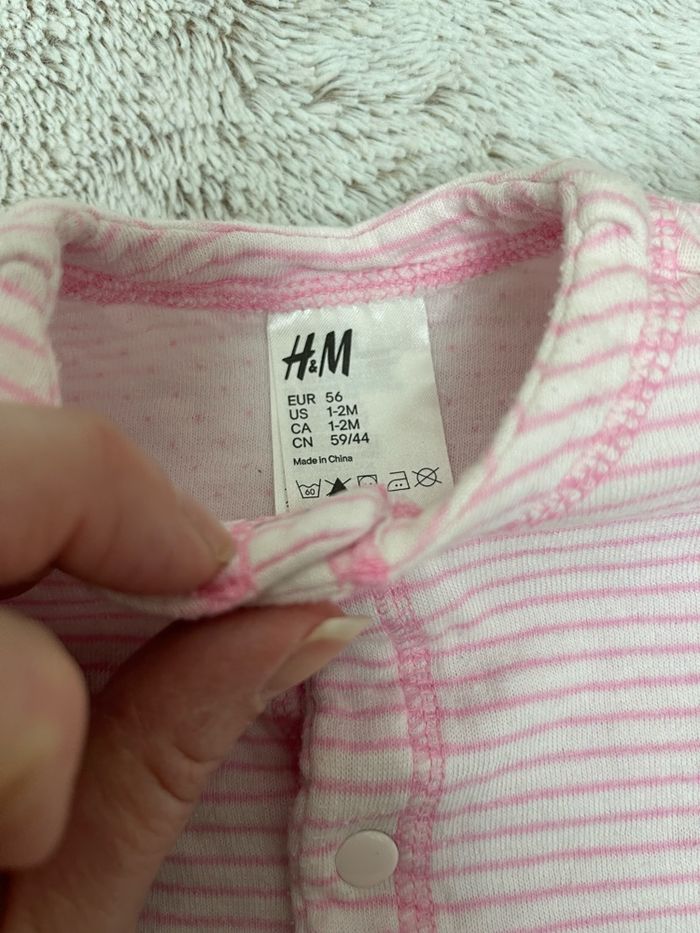 H&M
EUR 56
US 1-2M
CA 1-2M
CN 59/44
Made in China
60